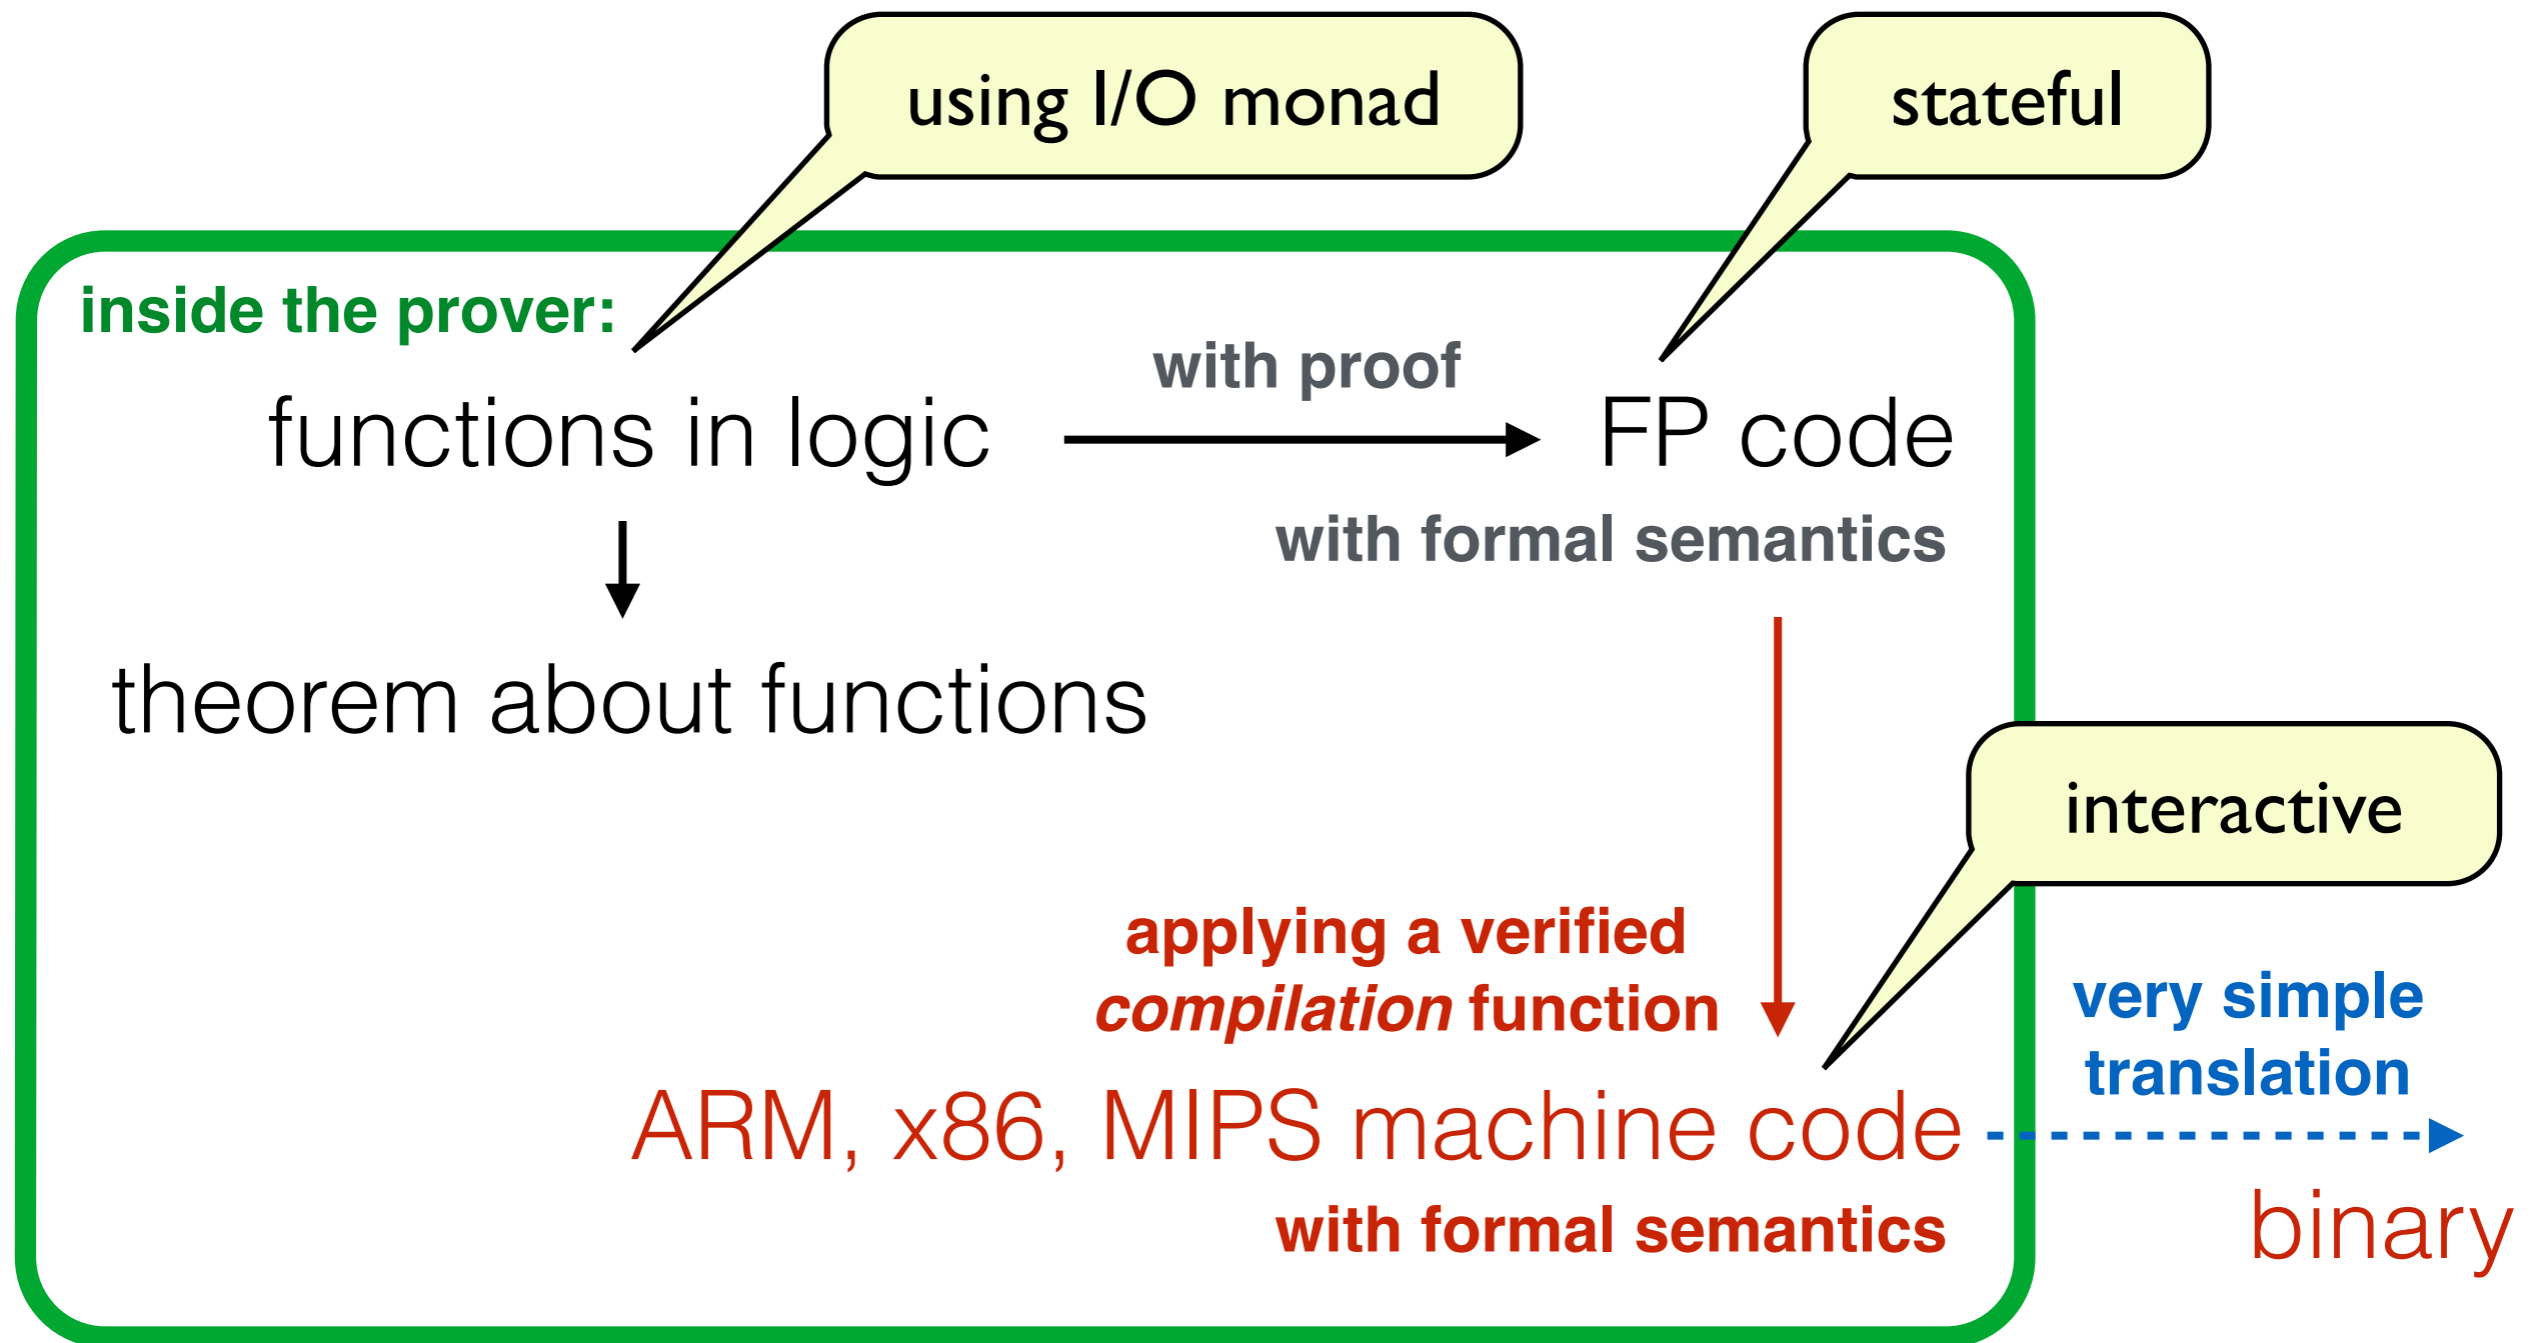 using I/O monad
stateful
inside the prover:
with proof
functions in logic
FP code
with formal semantics
theorem about functions
interactive
applying a verified
compilation function
very simple
translation
ARM, x86, MIPS machine code
with formal semantics
binary